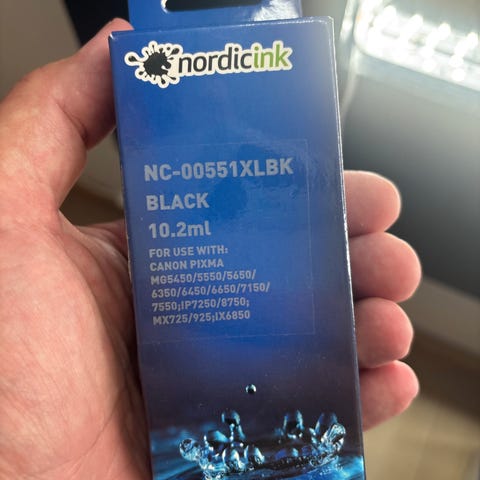 nordicink
NC-00551XLBK
BLACK
10.2ml
FOR USE WITH:
CANON PIXMA
MG5450/5550/5650/
6350/6450/6650/7150/
7550;IP7250/8750;
MX725/925;IX6850